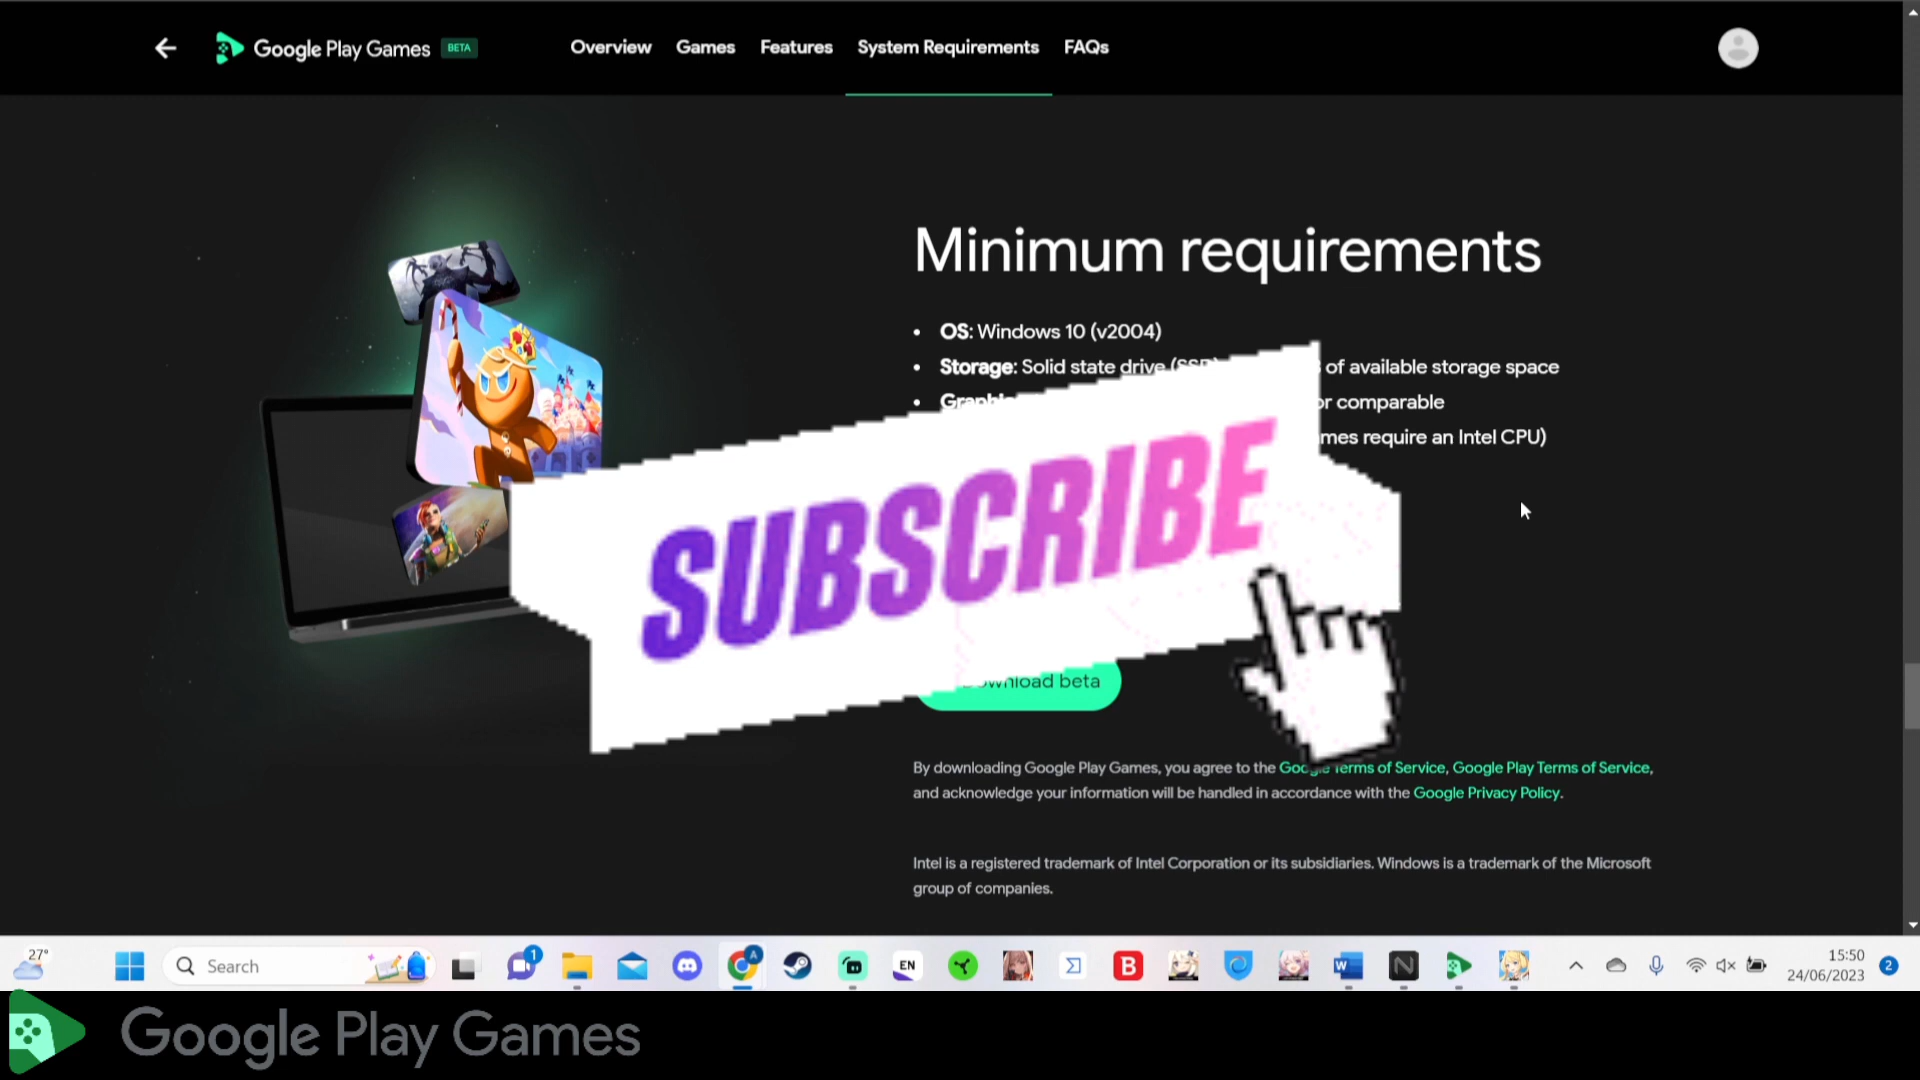 Google Play Games BETA
Overview Games Features System Requirements FAQs
Minimum requirements
• OS: Windows 10 (v2004)
• Storage: Solid state drive of available storage space
• or comparable
require an Intel CPU)
SUBSCRIBE
beta
By downloading Google Play Games, you agree to the Google Terms of Service, Google Play Terms of Service,
and acknowledge your information will be handled in accordance with the Google Privacy Policy.
Intel is a registered trademark of Intel Corporation or its subsidiaries. Windows is a trademark of the Microsoft
group of companies.
27°
Search
1
A
EN
B
W
N
15:50
24/06/2023
2
Google Play Games